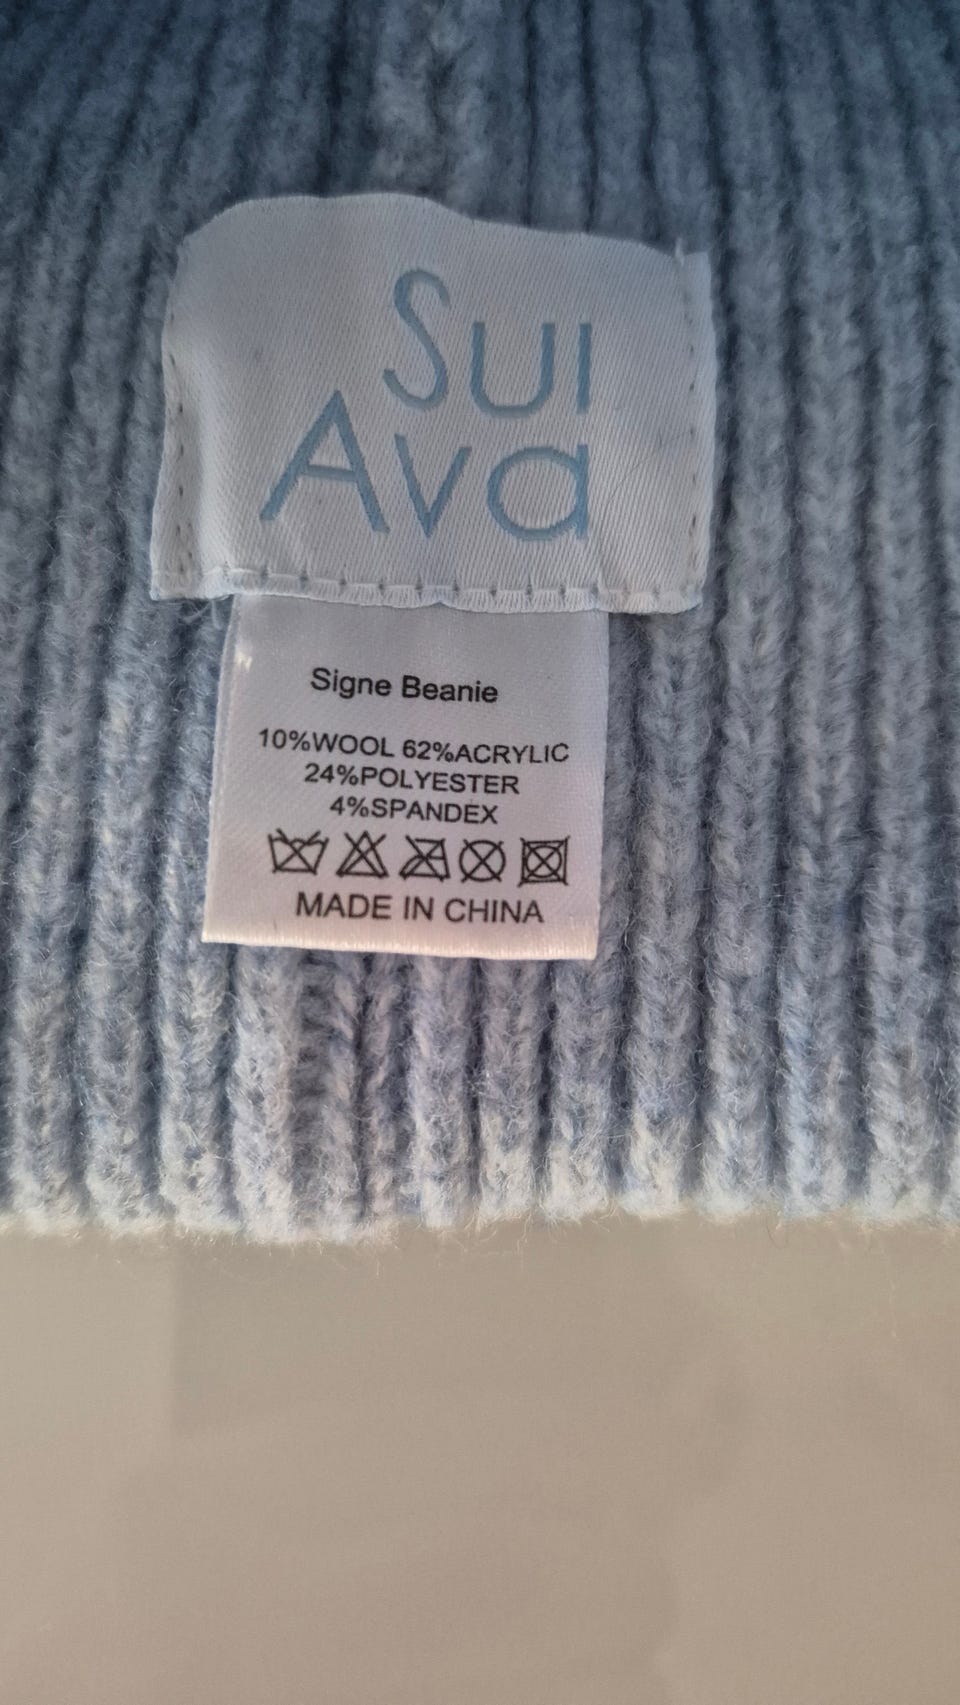 Sui
Ava
Signe Beanie
10%WOOL 62%ACRYLIC
24%POLYESTER
4%SPANDEX
MADE IN CHINA